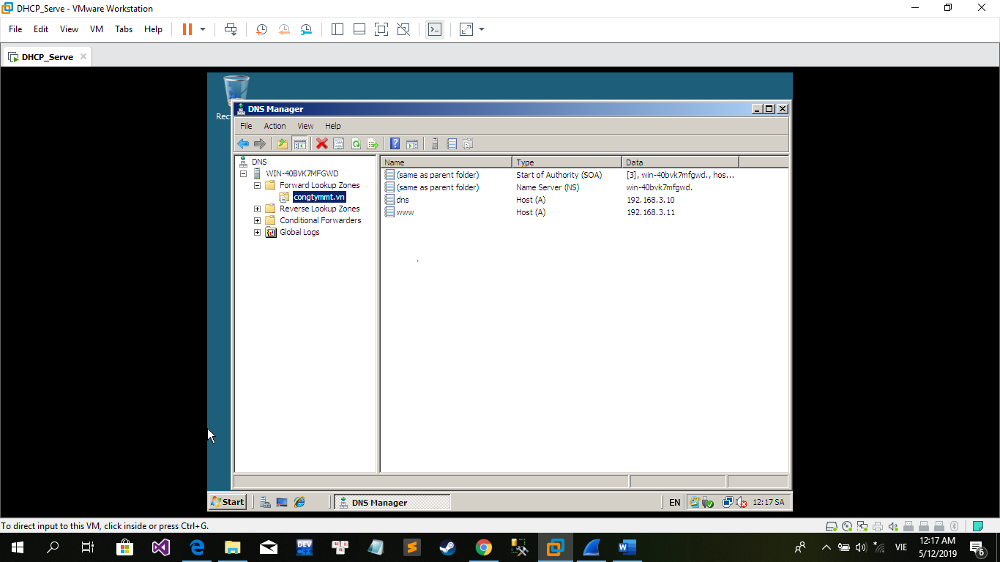 DHCP_Serve - VMware Workstation
File Edit View VM Tabs Help
DHCP_Serve
Rec
DNS Manager
File Action View Help
DNS
WIN-40BVK7MFGWD
Forward Lookup Zones
congtymmt.vn
Reverse Lookup Zones
Conditional Forwarders
Global Logs
Name Type Data
(same as parent folder) Start of Authority (SOA) [3], win-40bvk7mfgwd., hos...
(same as parent folder) Name Server (NS) win-40bvk7mfgwd.
dns Host (A) 192.168.3.10
www Host (A) 192.168.3.11
Start DNS Manager EN 12:17 SA
To direct input to this VM, click inside or press Ctrl+G.
DEV
VIE
12:17 AM
5/12/2019
6